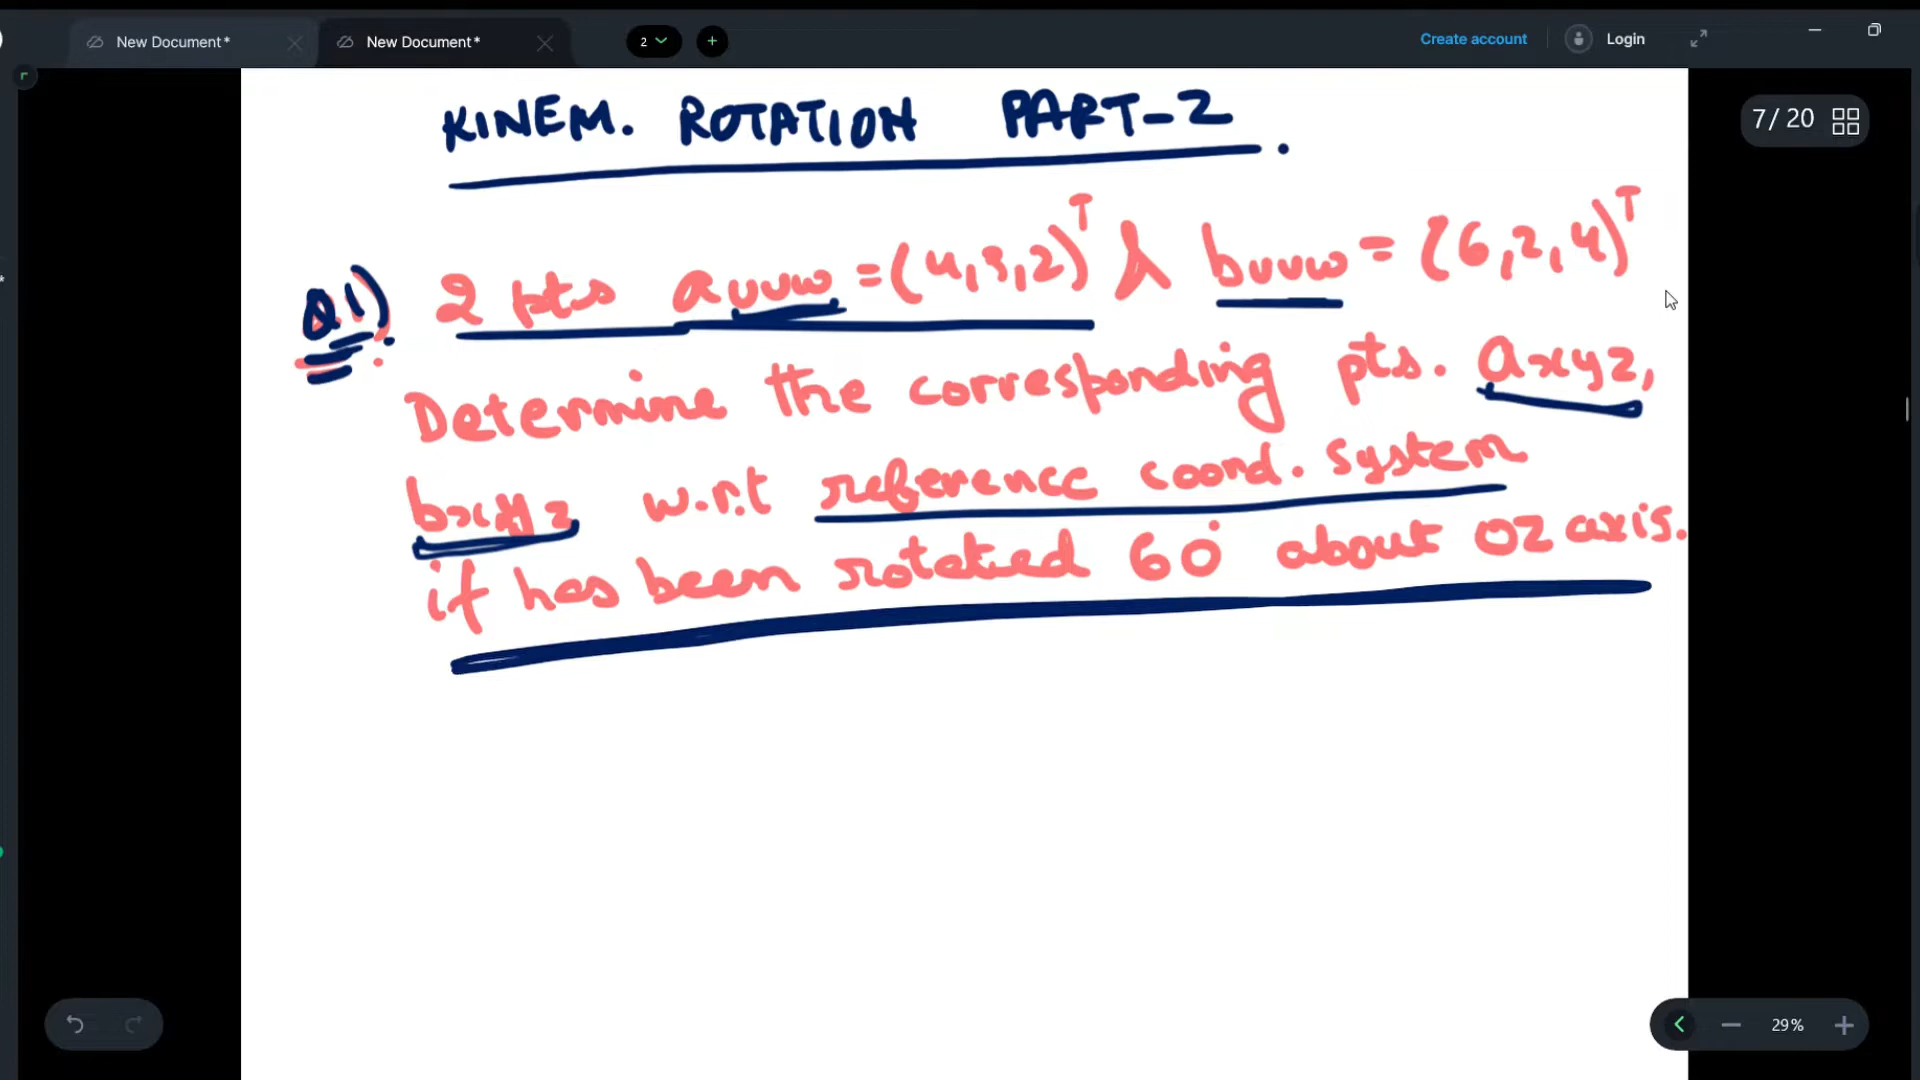 New Document*
New Document*
2
Create account
Login
7/ 20
KINEM. ROTATION PART-2
Q1) 2 pts auvw = (4,3,2)ᵀ & buvw = (6,2,4)ᵀ
Determine the corresponding pts. axyz,
bxyz w.r.t reference coord. system
if has been rotated 60° about OZ axis.
29%